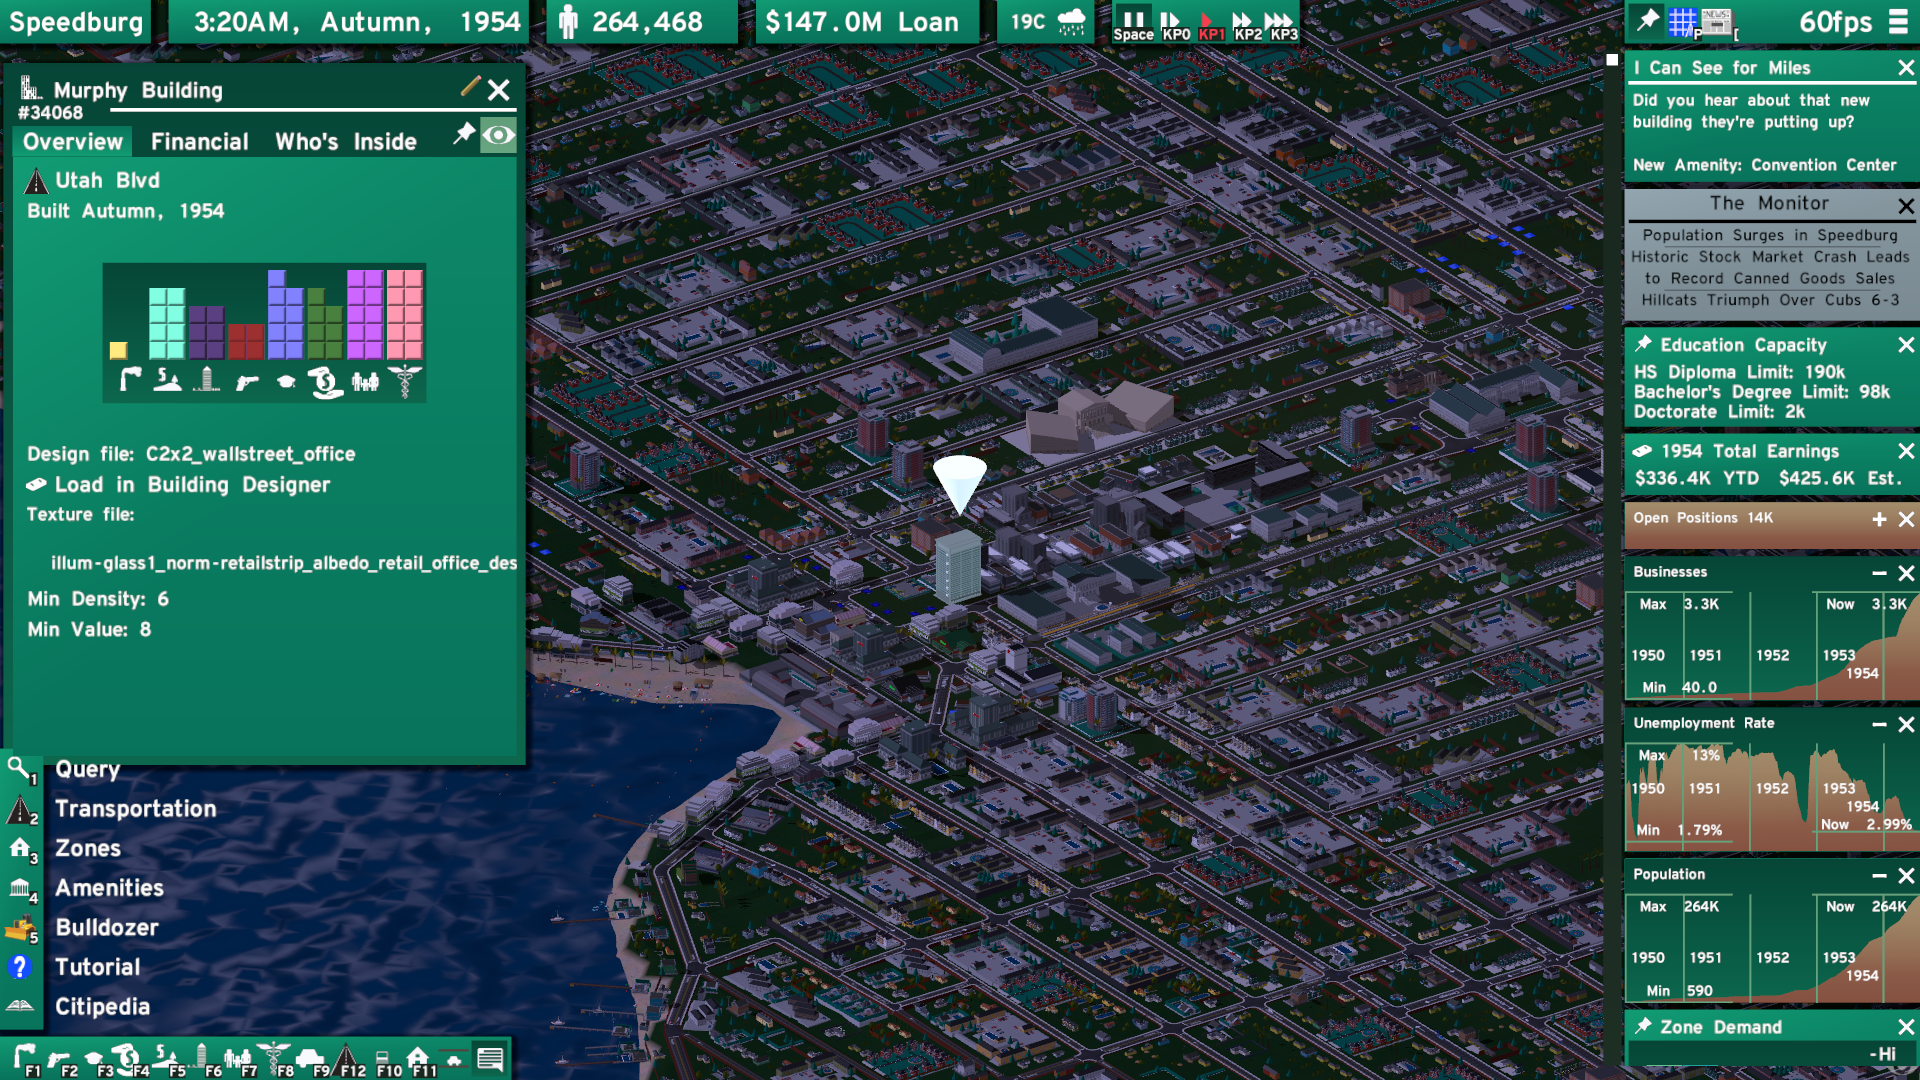 Speedburg
3:20AM, Autumn, 1954
264,468
$147.0M Loan
19C
Space KP0 KP1 KP2 KP3
P [
60fps
Murphy Building
#34068
Overview Financial Who's Inside
Utah Blvd
Built Autumn, 1954
Design file: C2x2_wallstreet_office
Load in Building Designer
Texture file:
illum-glass1_norm-retailstrip_albedo_retail_office_des
Min Density: 6
Min Value: 8
1 Query
2 Transportation
3 Zones
4 Amenities
5 Bulldozer
? Tutorial
Citipedia
F1 F2 F3 F4 F5 F6 F7 F8 F9 F12 F10 F11
I Can See for Miles
Did you hear about that new
building they're putting up?
New Amenity: Convention Center
The Monitor
Population Surges in Speedburg
Historic Stock Market Crash Leads
to Record Canned Goods Sales
Hillcats Triumph Over Cubs 6-3
Education Capacity
HS Diploma Limit: 190k
Bachelor's Degree Limit: 98k
Doctorate Limit: 2k
1954 Total Earnings
$336.4K YTD $425.6K Est.
Open Positions 14K
Businesses
Max 3.3K Now 3.3K
1950 1951 1952 1953
1954
Min 40.0
Unemployment Rate
Max 13%
1950 1951 1952 1953
1954
Min 1.79% Now 2.99%
Population
Max 264K Now 264K
1950 1951 1952 1953
1954
Min 590
Zone Demand
-Hi